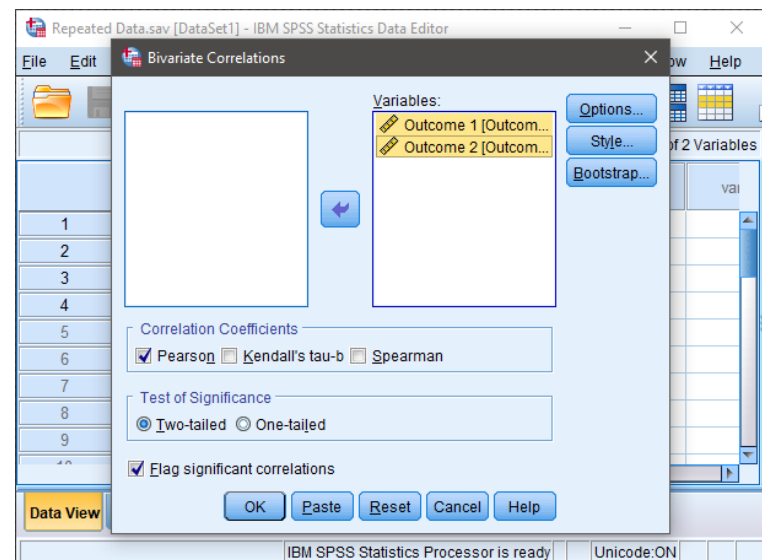 Repeated Data.sav [DataSet1] - IBM SPSS Statistics Data Editor
File Edit Help
Bivariate Correlations
of 2 Variables
Variables:
Outcome 1 [Outcom...
Outcome 2 [Outcom...
Options...
Style...
Bootstrap...
1
2
3
4
5
6
7
8
9
Correlation Coefficients
Pearson Kendall's tau-b Spearman
Test of Significance
Two-tailed One-tailed
Flag significant correlations
OK Paste Reset Cancel Help
Data View
IBM SPSS Statistics Processor is ready Unicode:ON